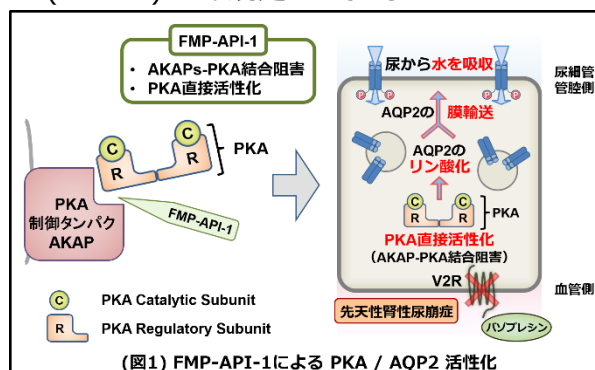 FMP-API-1
• AKAPs-PKA結合阻害
• PKA直接活性化
C
C
R
R
PKA
PKA
制御タンパク
AKAP
FMP-API-1
C PKA Catalytic Subunit
R PKA Regulatory Subunit
尿から水を吸収
尿細管
管腔側
P
P
P
P
AQP2の 膜輸送
AQP2の
リン酸化
C
C
R
R
PKA
PKA直接活性化
(AKAP-PKA結合阻害)
V2R
血管側
先天性腎性尿崩症
バソプレシン
(図1) FMP-API-1による PKA / AQP2 活性化